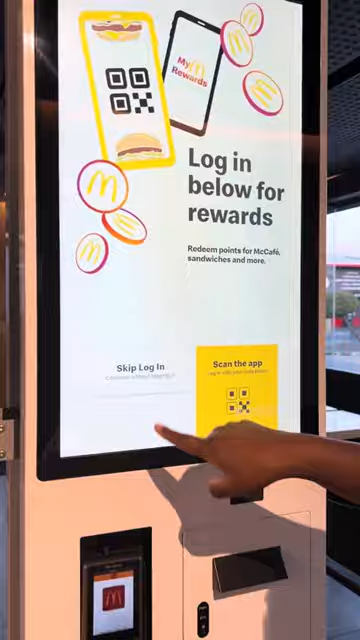 My M
Rewards
Log in
below for
rewards
Redeem points for McCafé,
sandwiches and more.
Skip Log In
Scan the app